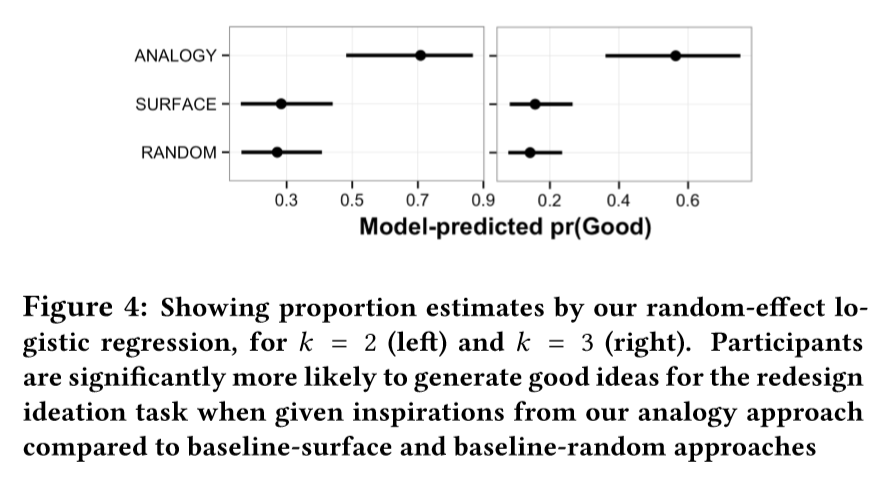 ANALOGY
SURFACE
RANDOM
0.3 0.5 0.7 0.9 0.2 0.4 0.6
Model-predicted pr(Good)
Figure 4: Showing proportion estimates by our random-effect lo-
gistic regression, for k = 2 (left) and k = 3 (right). Participants
are significantly more likely to generate good ideas for the redesign
ideation task when given inspirations from our analogy approach
compared to baseline-surface and baseline-random approaches